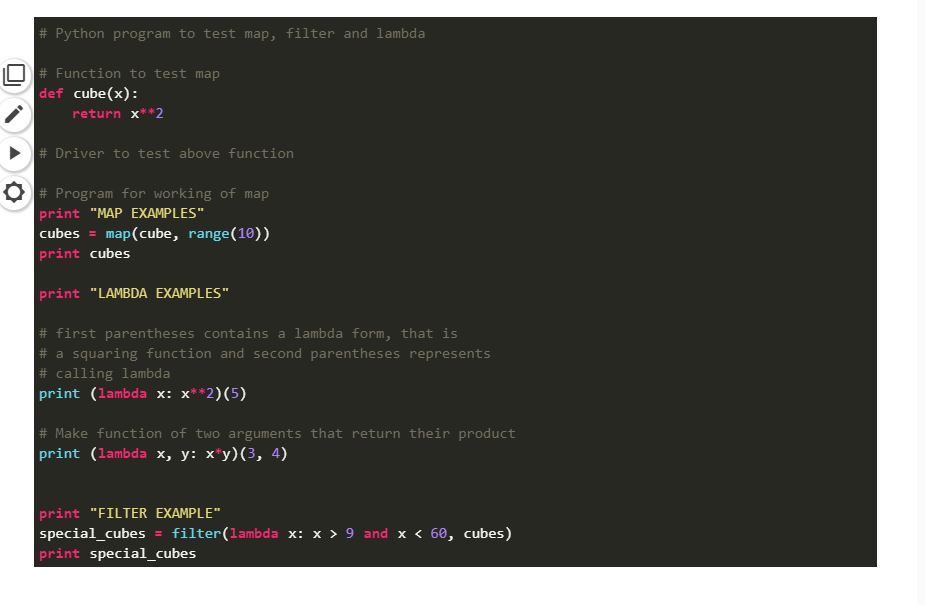 # Python program to test map, filter and lambda
# Function to test map
def cube(x):
    return x**2
# Driver to test above function
# Program for working of map
print "MAP EXAMPLES"
cubes = map(cube, range(10))
print cubes
print "LAMBDA EXAMPLES"
# first parentheses contains a lambda form, that is
# a squaring function and second parentheses represents
# calling lambda
print (lambda x: x**2)(5)
# Make function of two arguments that return their product
print (lambda x, y: x*y)(3, 4)
print "FILTER EXAMPLE"
special_cubes = filter(lambda x: x > 9 and x < 60, cubes)
print special_cubes